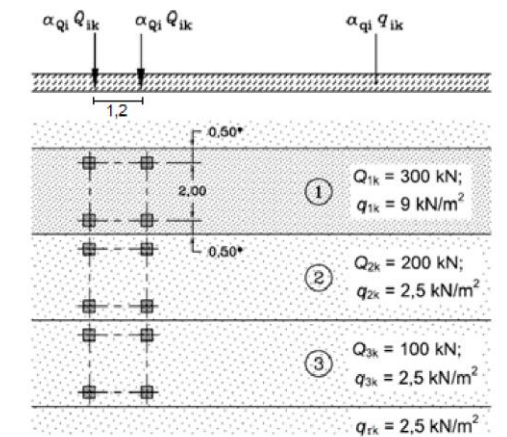 αQi Qik αQi Qik αqi qik
1,2
0,50*
2,00
0,50*
1
Q1k = 300 kN;
q1k = 9 kN/m²
2
Q2k = 200 kN;
q2k = 2,5 kN/m²
3
Q3k = 100 kN;
q3k = 2,5 kN/m²
qrk = 2,5 kN/m²